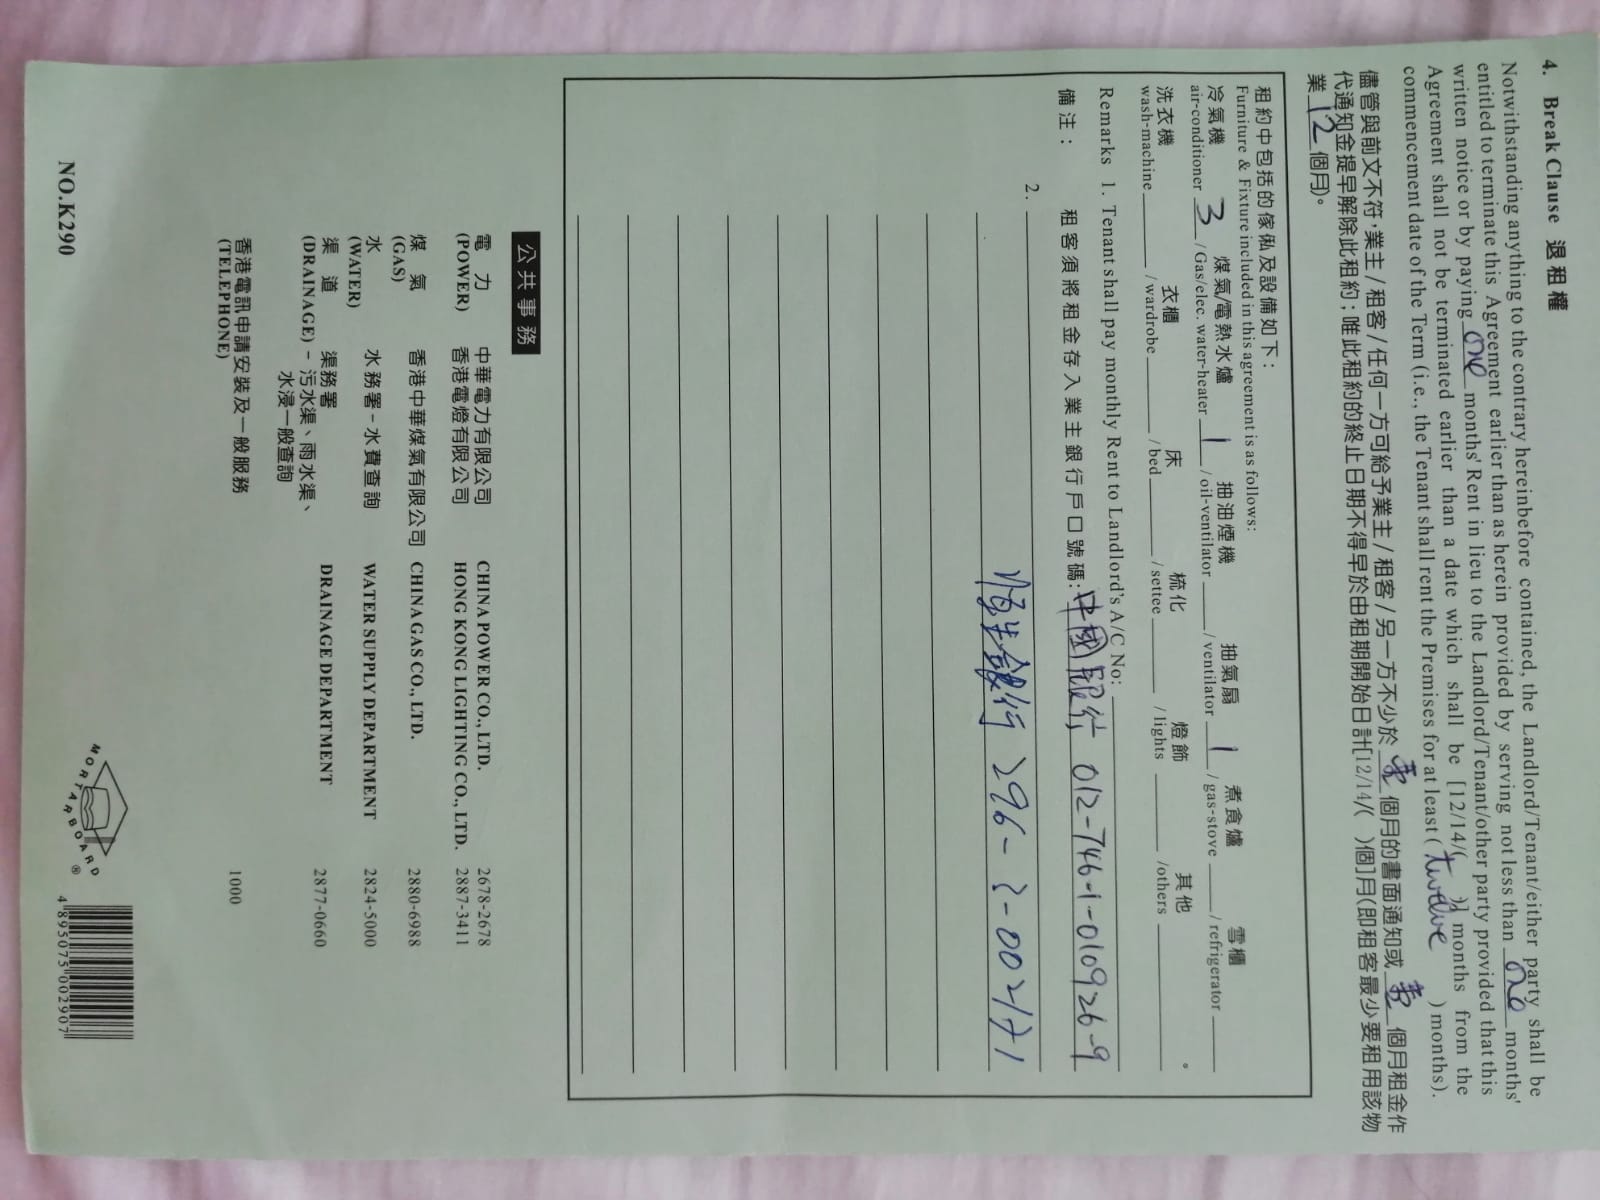 4. Break Clause 退租權
Notwithstanding anything to the contrary hereinbefore contained, the Landlord/Tenant/either party shall be
entitled to terminate this Agreement earlier than as herein provided by serving not less than one months'
written notice or by paying one months' Rent in lieu to the Landlord/Tenant/other party provided that this
Agreement shall not be terminated earlier than a date which shall be [12/14/( )] months from the
commencement date of the Term (i.e., the Tenant shall rent the Premises for at least ( twelve ) months).
儘管與前文不符,業主/租客/任何一方可給予業主/租客/另一方不少於 個月的書面通知或 個月租金作
代通知金提早解除此租約;唯此租約的終止日期不得早於由租期開始日計[12/14/( )個]月(即租客最少要租用該物
業 12 個月)。
租約中包括的傢俬及設備如下:
Furniture & Fixture included in this agreement is as follows:
冷氣機 煤氣/電熱水爐 抽油煙機 抽氣扇 煮食爐 雪櫃
air-conditioner 3 / Gas/elec. water-heater 1 / oil-ventilator / ventilator 1 / gas-stove / refrigerator
洗衣機 衣櫃 床 梳化 燈飾 其他
wash-machine / wardrobe / bed / settee / lights /others 。
Remarks 1. Tenant shall pay monthly Rent to Landlord's A/C No:
備注: 租客須將租金存入業主銀行戶口號碼: 中國銀行 012-746-1-010926-9
2. 恒生銀行 296-2-002171
公共事務
電力 中華電力有限公司 CHINA POWER CO., LTD. 2678-2678
(POWER) 香港電燈有限公司 HONG KONG LIGHTING CO., LTD. 2887-3411
煤氣 香港中華煤氣有限公司 CHINA GAS CO., LTD. 2880-6988
(GAS)
水 水務署-水費查詢 WATER SUPPLY DEPARTMENT 2824-5000
(WATER)
渠道 渠務署 DRAINAGE DEPARTMENT 2877-0660
(DRAINAGE) -污水渠、雨水渠、
水浸一般查詢
香港電訊申請安裝及一般服務 1000
(TELEPHONE)
NO.K290
MORTARBOARD ®
4 895075 002907